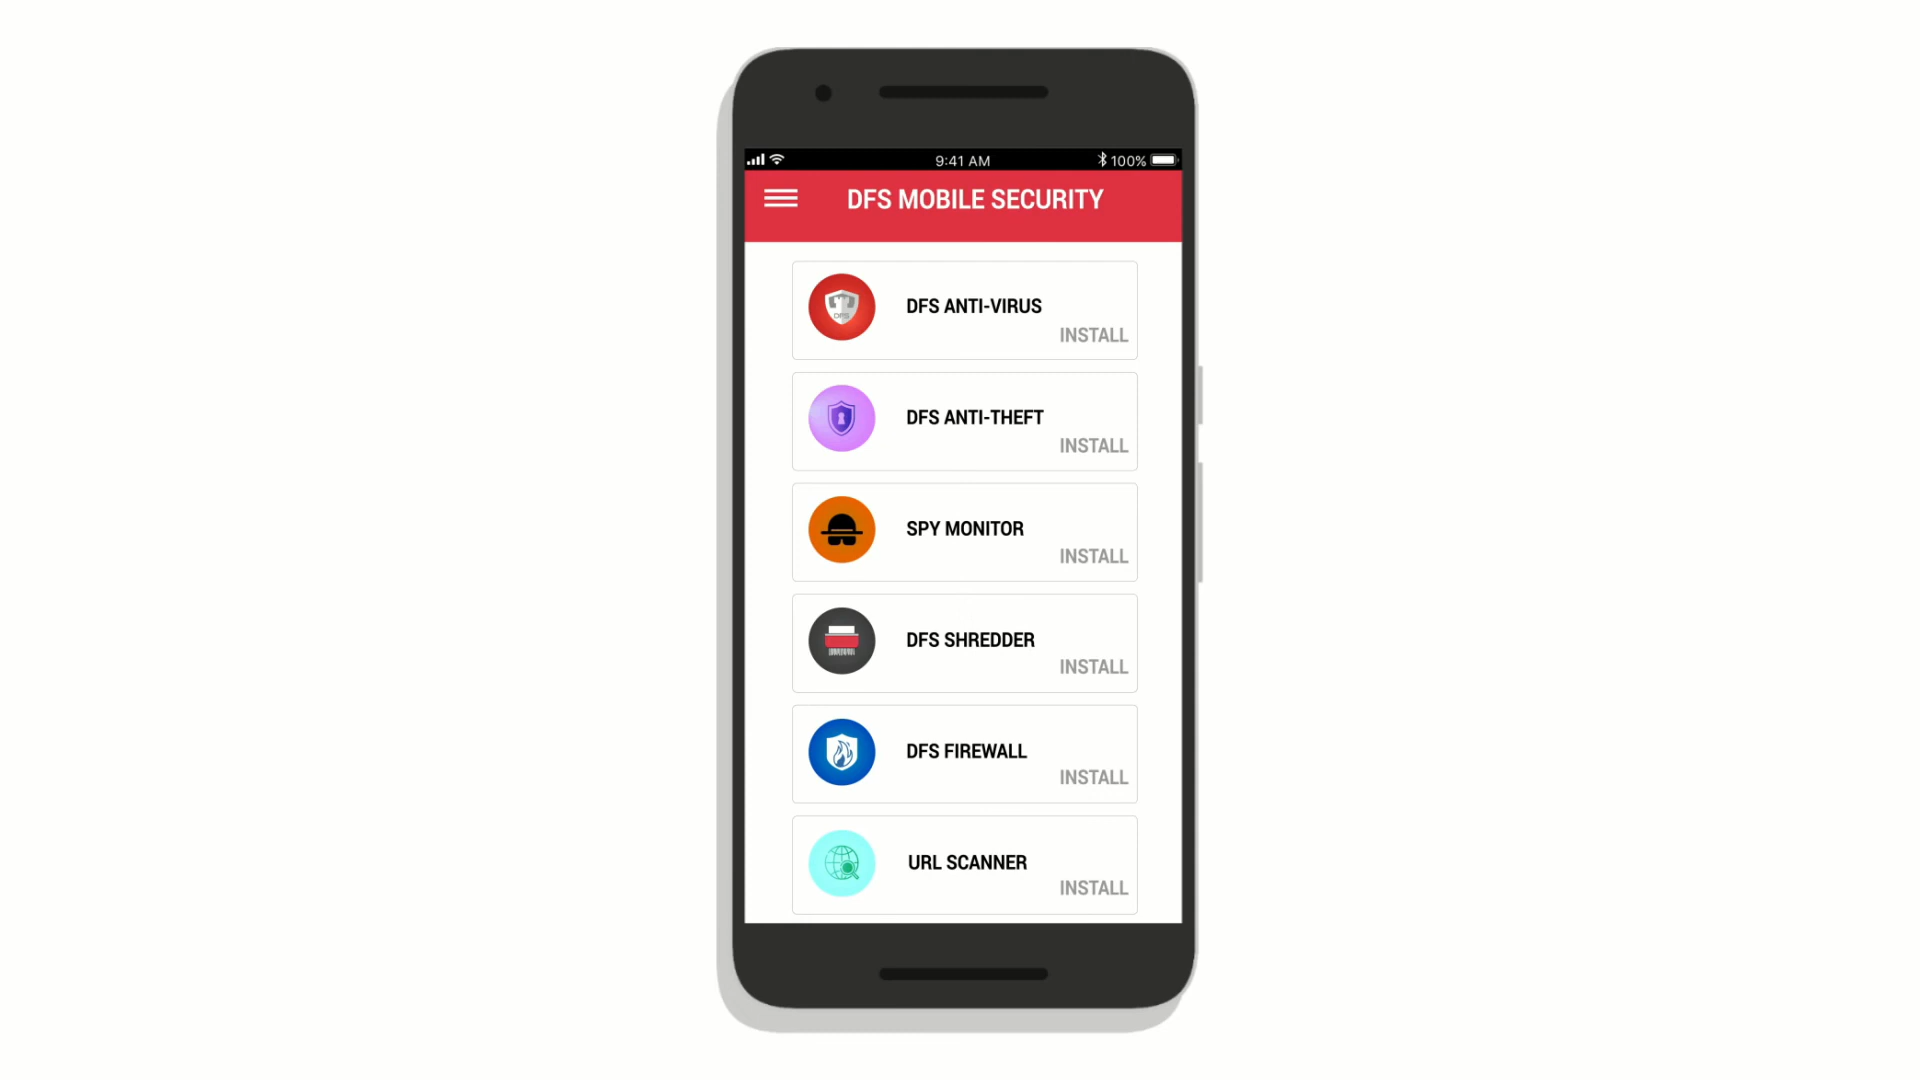 9:41 AM 100%
DFS MOBILE SECURITY
DFS
DFS ANTI-VIRUS
INSTALL
DFS ANTI-THEFT
INSTALL
SPY MONITOR
INSTALL
DFS SHREDDER
INSTALL
DFS FIREWALL
INSTALL
URL SCANNER
INSTALL